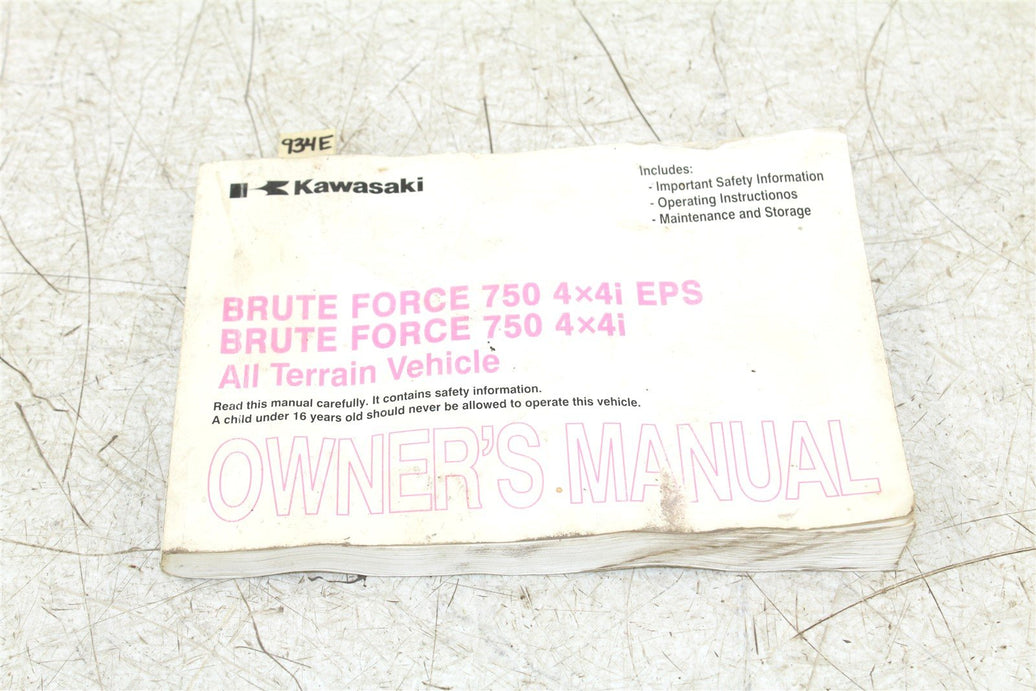 934E
Kawasaki
Includes:
- Important Safety Information
- Operating Instructionos
- Maintenance and Storage
BRUTE FORCE 750 4×4i EPS
BRUTE FORCE 750 4×4i
All Terrain Vehicle
Read this manual carefully. It contains safety information.
A child under 16 years old should never be allowed to operate this vehicle.
OWNER'S MANUAL